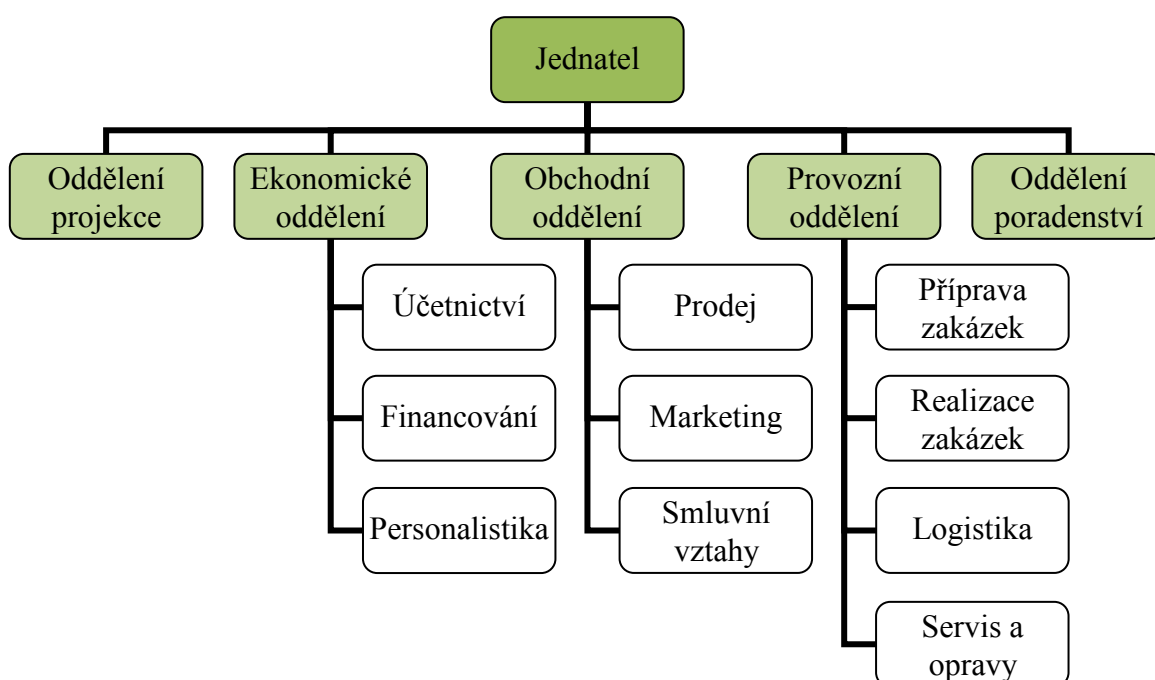 Jednatel
Oddělení
projekce
Ekonomické
oddělení
Obchodní
oddělení
Provozní
oddělení
Oddělení
poradenství
Účetnictví
Financování
Personalistika
Prodej
Marketing
Smluvní
vztahy
Příprava
zakázek
Realizace
zakázek
Logistika
Servis a
opravy